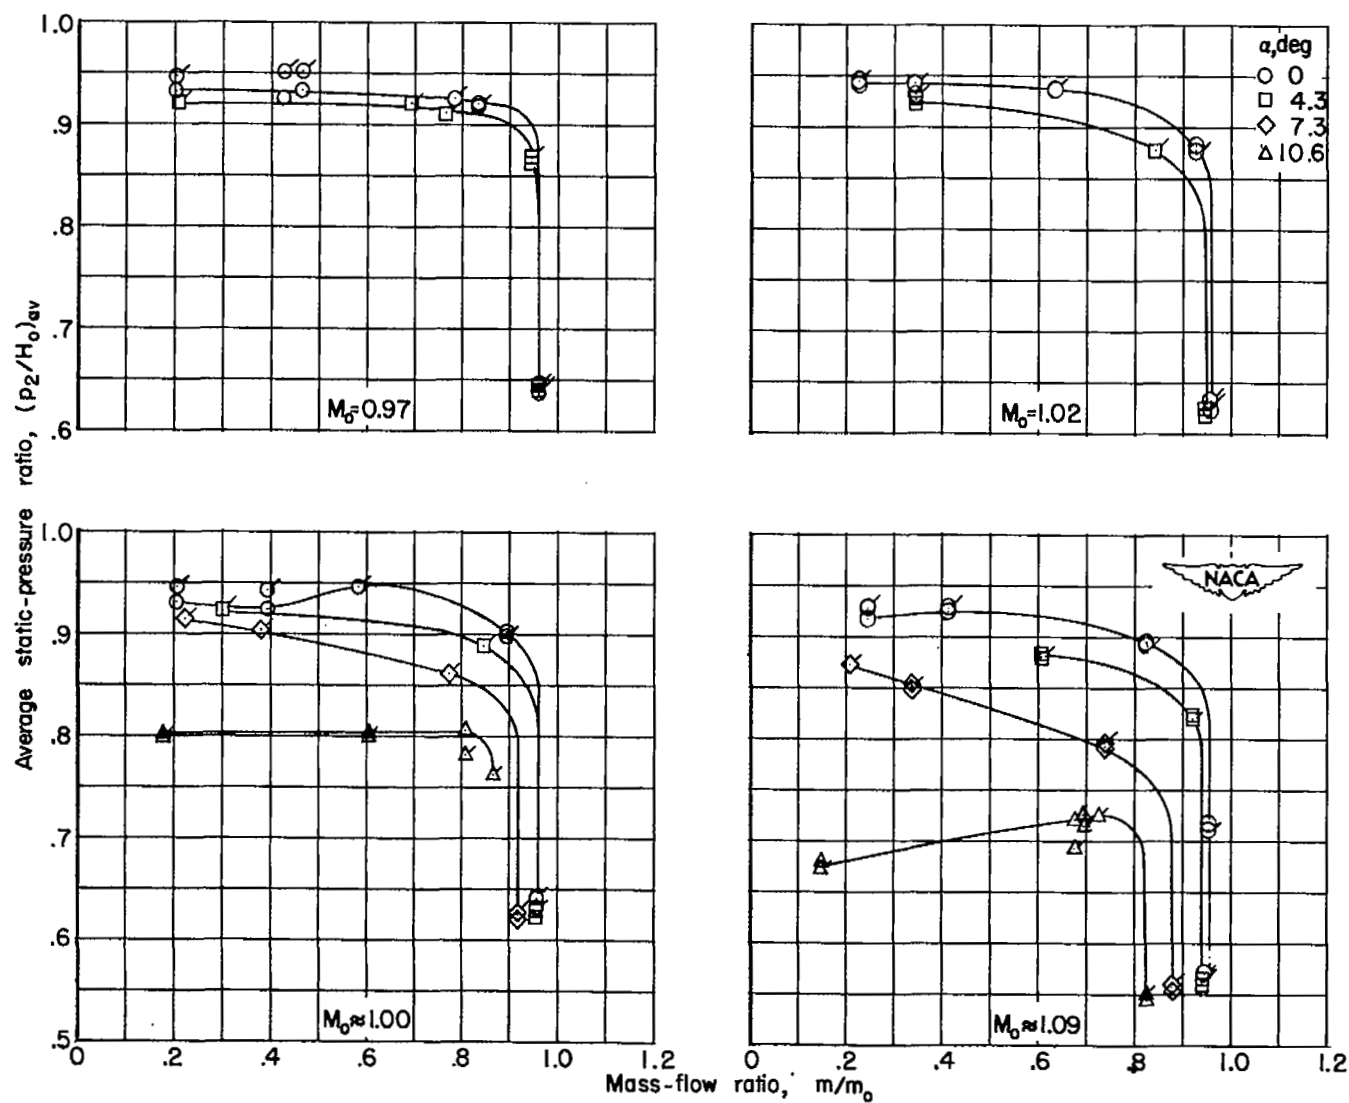 1.0
.9
.8
.7
.6
M₀=0.97
α,deg
0
4.3
7.3
10.6
M₀=1.02
Average static-pressure ratio, (p₂/H₀)av
1.0
.9
.8
.7
.6
.5
M₀≈1.00
0 .2 .4 .6 .8 1.0 1.2
NACA
M₀≈1.09
0 .2 .4 .6 .8 1.0 1.2
Mass-flow ratio, m/m₀